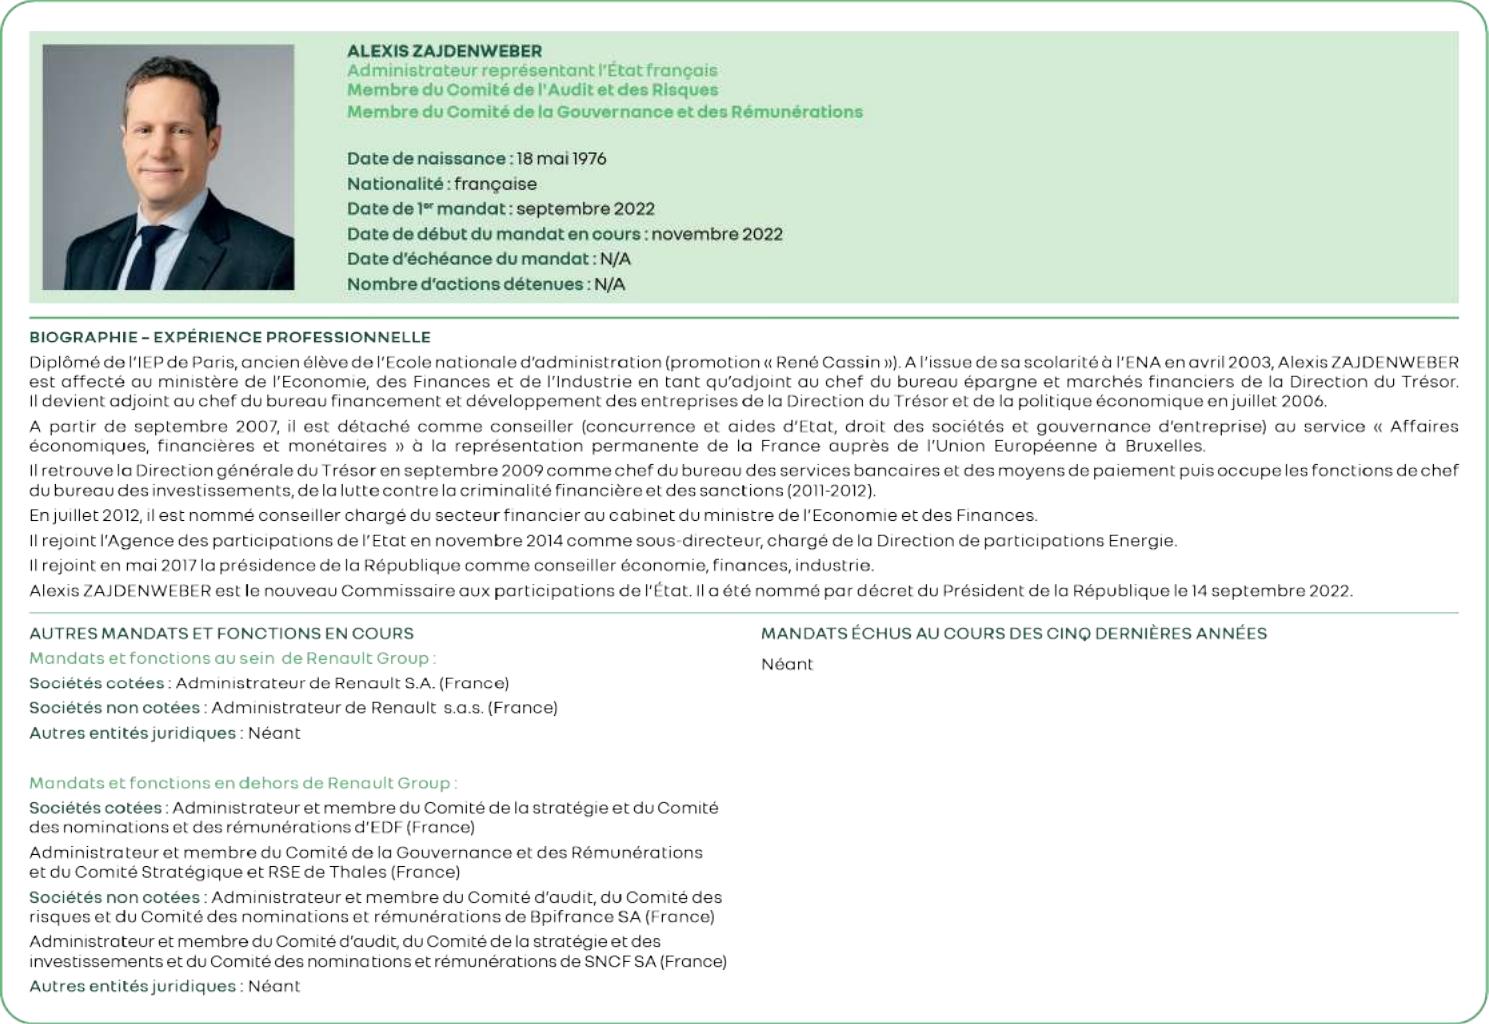 ALEXIS ZAJDENWEBER
Administrateur représentant l'État français
Membre du Comité de l'Audit et des Risques
Membre du Comité de la Gouvernance et des Rémunérations
Date de naissance : 18 mai 1976
Nationalité : française
Date de 1er mandat : septembre 2022
Date de début du mandat en cours : novembre 2022
Date d'échéance du mandat : N/A
Nombre d'actions détenues : N/A
BIOGRAPHIE – EXPÉRIENCE PROFESSIONNELLE
Diplômé de l'IEP de Paris, ancien élève de l'Ecole nationale d'administration (promotion « René Cassin »). A l'issue de sa scolarité à l'ENA en avril 2003, Alexis ZAJDENWEBER
est affecté au ministère de l'Economie, des Finances et de l'Industrie en tant qu'adjoint au chef du bureau épargne et marchés financiers de la Direction du Trésor.
Il devient adjoint au chef du bureau financement et développement des entreprises de la Direction du Trésor et de la politique économique en juillet 2006.
A partir de septembre 2007, il est détaché comme conseiller (concurrence et aides d'Etat, droit des sociétés et gouvernance d'entreprise) au service « Affaires
économiques, financières et monétaires » à la représentation permanente de la France auprès de l'Union Européenne à Bruxelles.
Il retrouve la Direction générale du Trésor en septembre 2009 comme chef du bureau des services bancaires et des moyens de paiement puis occupe les fonctions de chef
du bureau des investissements, de la lutte contre la criminalité financière et des sanctions (2011-2012).
En juillet 2012, il est nommé conseiller chargé du secteur financier au cabinet du ministre de l'Economie et des Finances.
Il rejoint l'Agence des participations de l'Etat en novembre 2014 comme sous-directeur, chargé de la Direction de participations Energie.
Il rejoint en mai 2017 la présidence de la République comme conseiller économie, finances, industrie.
Alexis ZAJDENWEBER est le nouveau Commissaire aux participations de l'État. Il a été nommé par décret du Président de la République le 14 septembre 2022.
AUTRES MANDATS ET FONCTIONS EN COURS
Mandats et fonctions au sein de Renault Group :
Sociétés cotées : Administrateur de Renault S.A. (France)
Sociétés non cotées : Administrateur de Renault s.a.s. (France)
Autres entités juridiques : Néant
Mandats et fonctions en dehors de Renault Group :
Sociétés cotées : Administrateur et membre du Comité de la stratégie et du Comité
des nominations et des rémunérations d'EDF (France)
Administrateur et membre du Comité de la Gouvernance et des Rémunérations
et du Comité Stratégique et RSE de Thales (France)
Sociétés non cotées : Administrateur et membre du Comité d'audit, du Comité des
risques et du Comité des nominations et rémunérations de Bpifrance SA (France)
Administrateur et membre du Comité d'audit, du Comité de la stratégie et des
investissements et du Comité des nominations et rémunérations de SNCF SA (France)
Autres entités juridiques : Néant
MANDATS ÉCHUS AU COURS DES CINQ DERNIÈRES ANNÉES
Néant